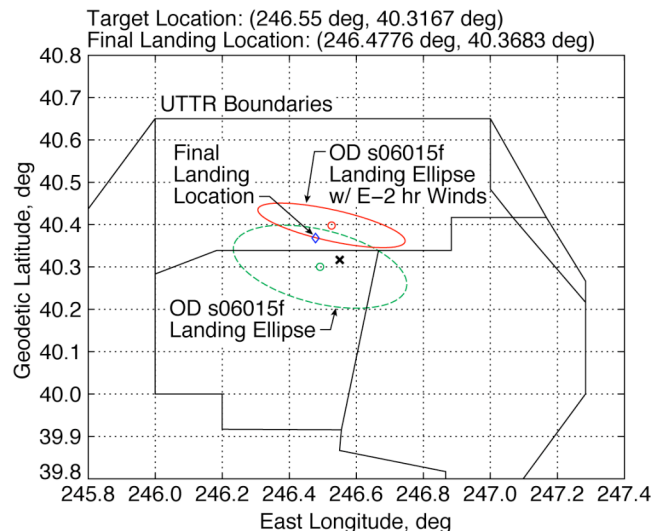 Target Location: (246.55 deg, 40.3167 deg)
Final Landing Location: (246.4776 deg, 40.3683 deg)
40.8
40.7
40.6
40.5
40.4
40.3
40.2
40.1
40.0
39.9
39.8
Geodetic Latitude, deg
UTTR Boundaries
Final
Landing
Location
OD s06015f
Landing Ellipse
w/ E−2 hr Winds
OD s06015f
Landing Ellipse
245.8 246.0 246.2 246.4 246.6 246.8 247.0 247.2 247.4
East Longitude, deg